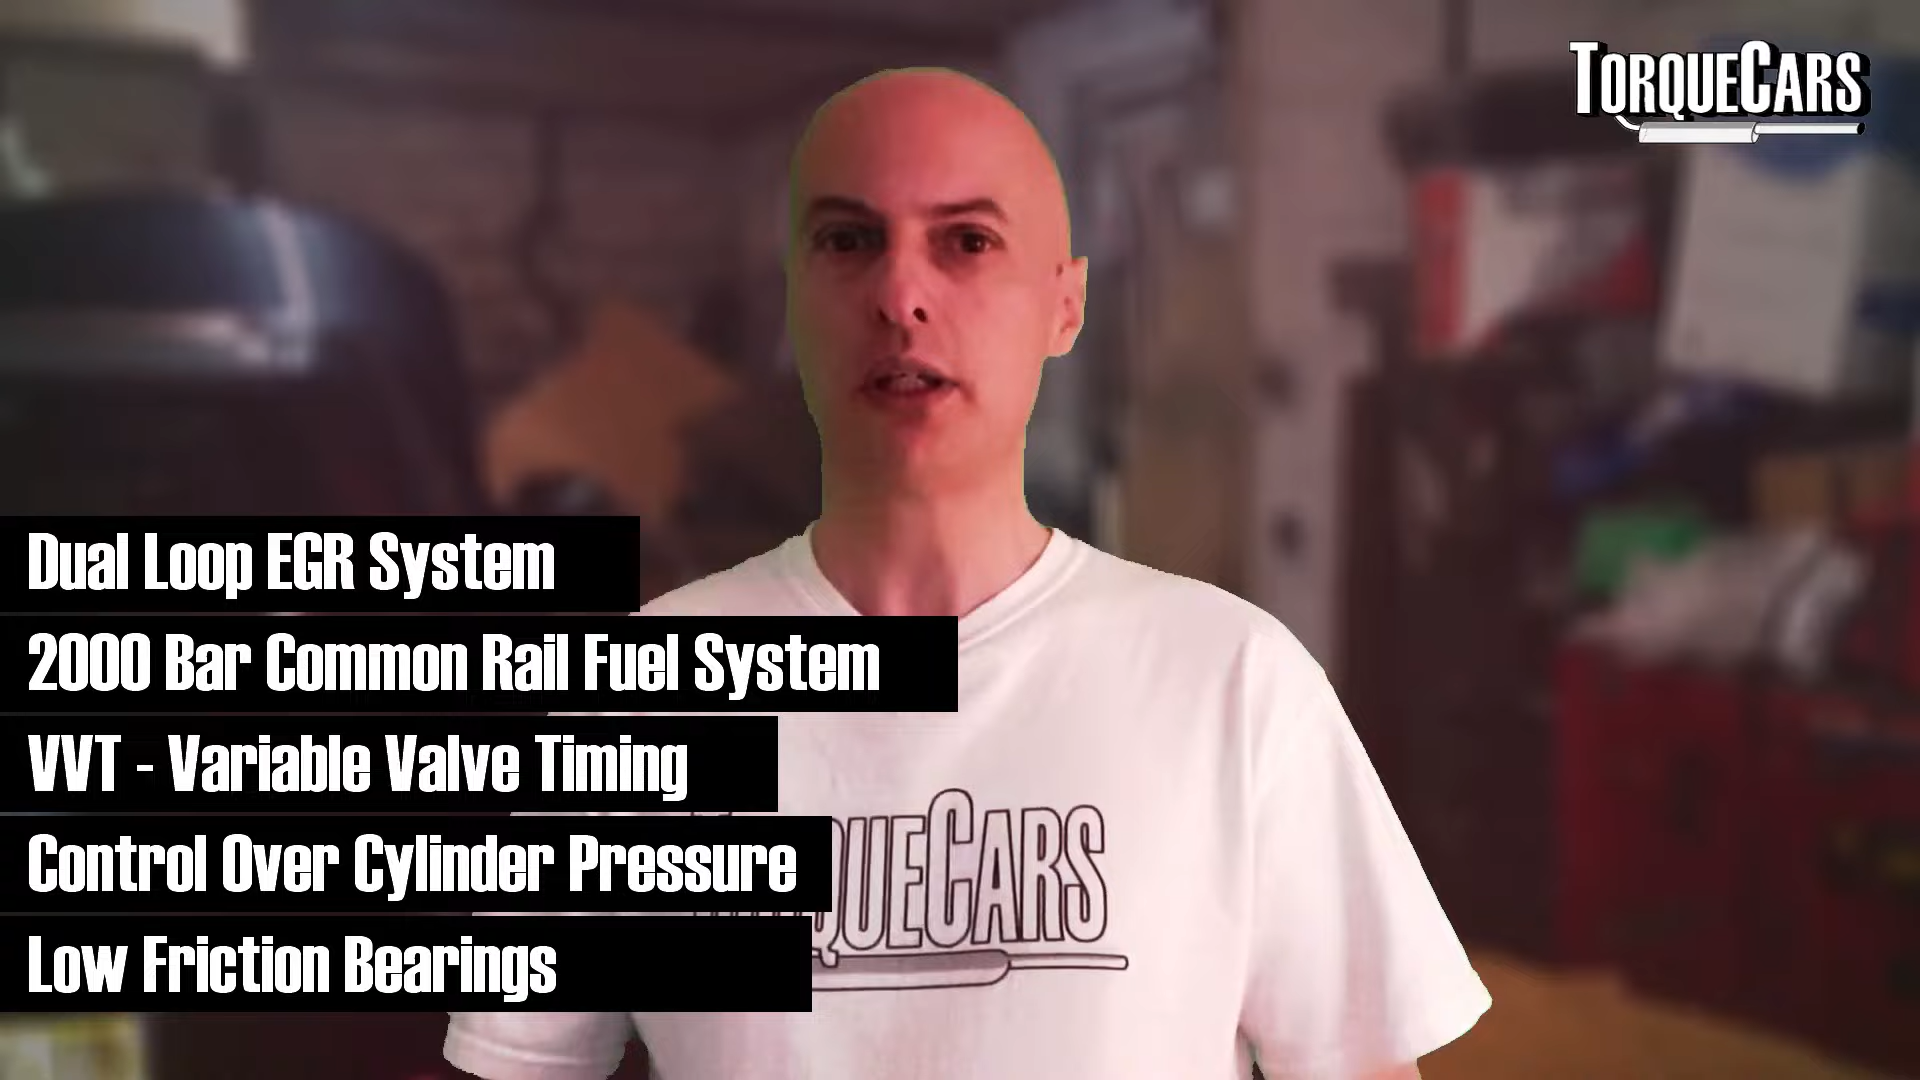 TORQUECARS
Dual Loop EGR System
2000 Bar Common Rail Fuel System
VVT - Variable Valve Timing
Control Over Cylinder Pressure
QUECARS
Low Friction Bearings